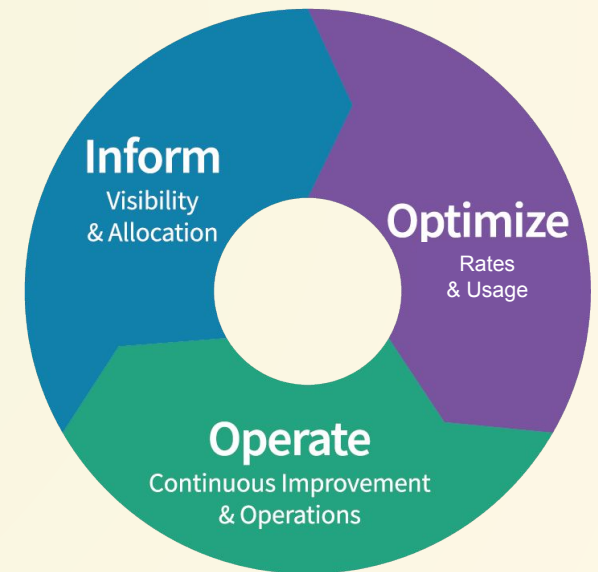 Inform
Visibility
& Allocation
Optimize
Rates
& Usage
Operate
Continuous Improvement
& Operations